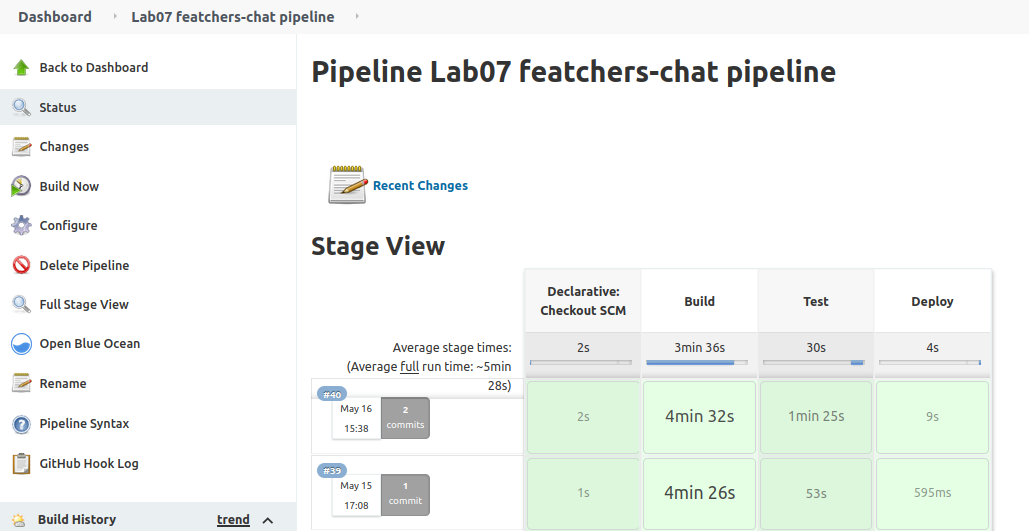 Dashboard
Lab07 featchers-chat pipeline
Back to Dashboard
Status
Changes
Build Now
Configure
Delete Pipeline
Full Stage View
Open Blue Ocean
Rename
Pipeline Syntax
GitHub Hook Log
Build History
trend
Pipeline Lab07 featchers-chat pipeline
Recent Changes
Stage View
Declarative:
Checkout SCM
Build
Test
Deploy
Average stage times:
(Average full run time: ~5min
28s)
2s
3min 36s
30s
4s
#40
May 16
15:38
2
commits
2s
4min 32s
1min 25s
9s
#39
May 15
17:08
1
commit
1s
4min 26s
53s
595ms